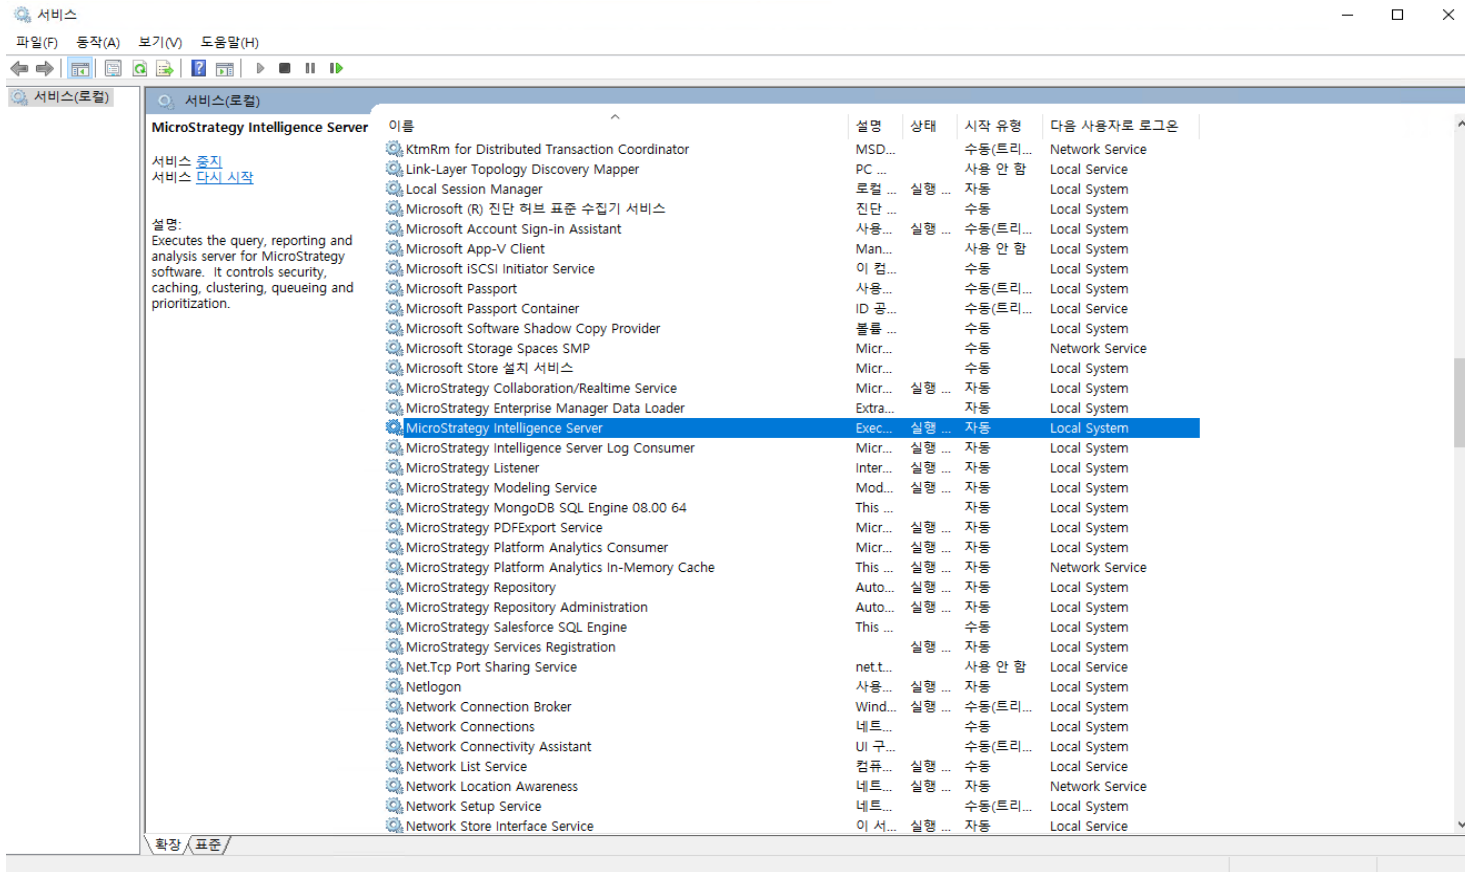 서비스
파일(F) 동작(A) 보기(V) 도움말(H)
서비스(로컬)
서비스(로컬)
MicroStrategy Intelligence Server
서비스 중지
서비스 다시 시작
설명:
Executes the query, reporting and
analysis server for MicroStrategy
software. It controls security,
caching, clustering, queueing and
prioritization.
이름 설명 상태 시작 유형 다음 사용자로 로그온
KtmRm for Distributed Transaction Coordinator MSD... 수동(트리... Network Service
Link-Layer Topology Discovery Mapper PC ... 사용 안 함 Local Service
Local Session Manager 로컬 ... 실행 ... 자동 Local System
Microsoft (R) 진단 허브 표준 수집기 서비스 진단 ... 수동 Local System
Microsoft Account Sign-in Assistant 사용... 실행 ... 수동(트리... Local System
Microsoft App-V Client Man... 사용 안 함 Local System
Microsoft iSCSI Initiator Service 이 컴... 수동 Local System
Microsoft Passport 사용... 수동(트리... Local System
Microsoft Passport Container ID 공... 수동(트리... Local Service
Microsoft Software Shadow Copy Provider 볼륨 ... 수동 Local System
Microsoft Storage Spaces SMP Micr... 수동 Network Service
Microsoft Store 설치 서비스 Micr... 수동 Local System
MicroStrategy Collaboration/Realtime Service Micr... 실행 ... 자동 Local System
MicroStrategy Enterprise Manager Data Loader Extra... 자동 Local System
MicroStrategy Intelligence Server Exec... 실행 ... 자동 Local System
MicroStrategy Intelligence Server Log Consumer Micr... 실행 ... 자동 Local System
MicroStrategy Listener Inter... 실행 ... 자동 Local System
MicroStrategy Modeling Service Mod... 실행 ... 자동 Local System
MicroStrategy MongoDB SQL Engine 08.00 64 This ... 자동 Local System
MicroStrategy PDFExport Service Micr... 실행 ... 자동 Local System
MicroStrategy Platform Analytics Consumer Micr... 실행 ... 자동 Local System
MicroStrategy Platform Analytics In-Memory Cache This ... 실행 ... 자동 Network Service
MicroStrategy Repository Auto... 실행 ... 자동 Local System
MicroStrategy Repository Administration Auto... 실행 ... 자동 Local System
MicroStrategy Salesforce SQL Engine This ... 수동 Local System
MicroStrategy Services Registration 실행 ... 자동 Local System
Net.Tcp Port Sharing Service net.t... 사용 안 함 Local Service
Netlogon 사용... 실행 ... 자동 Local System
Network Connection Broker Wind... 실행 ... 수동(트리... Local System
Network Connections 네트... 수동 Local System
Network Connectivity Assistant UI 구... 수동(트리... Local System
Network List Service 컴퓨... 실행 ... 수동 Local Service
Network Location Awareness 네트... 실행 ... 자동 Network Service
Network Setup Service 네트... 수동(트리... Local System
Network Store Interface Service 이 서... 실행 ... 자동 Local Service
확장 표준